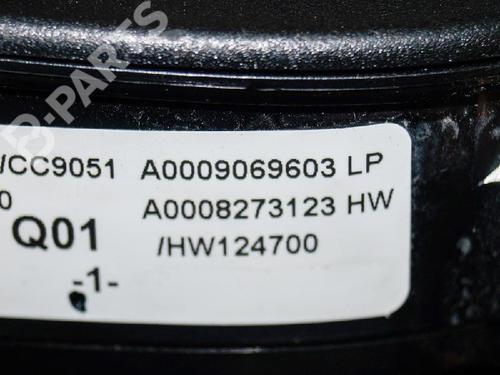 B-PARTS
/CC9051 A0009069603 LP
0 A0008273123 HW
Q01 /HW124700
-1-